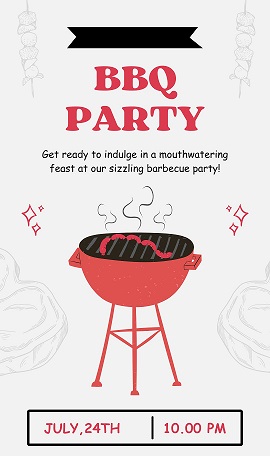 BBQ
PARTY
Get ready to indulge in a mouthwatering
feast at our sizzling barbecue party!
JULY,24TH
10.00 PM